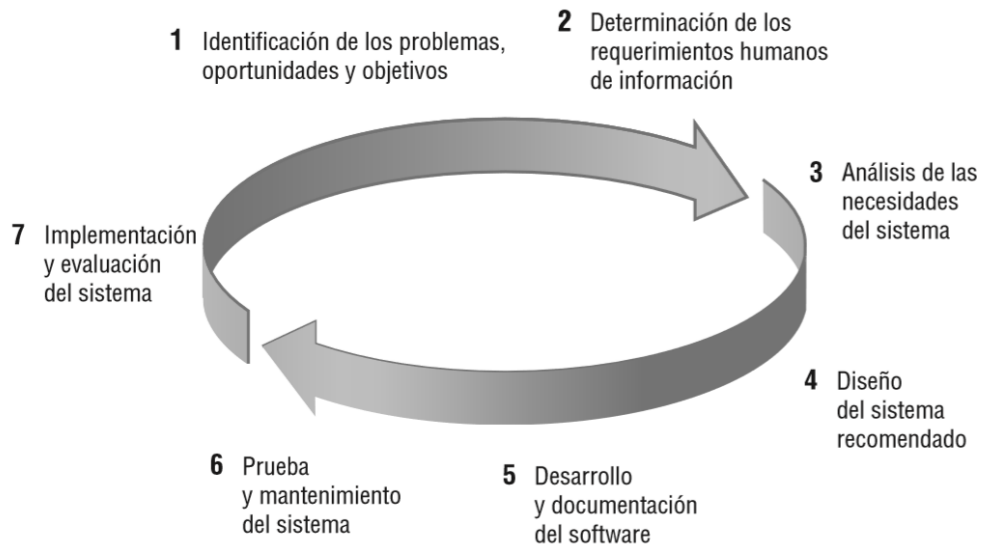 1 Identificación de los problemas,
oportunidades y objetivos
2 Determinación de los
requerimientos humanos
de información
3 Análisis de las
necesidades
del sistema
4 Diseño
del sistema
recomendado
5 Desarrollo
y documentación
del software
6 Prueba
y mantenimiento
del sistema
7 Implementación
y evaluación
del sistema